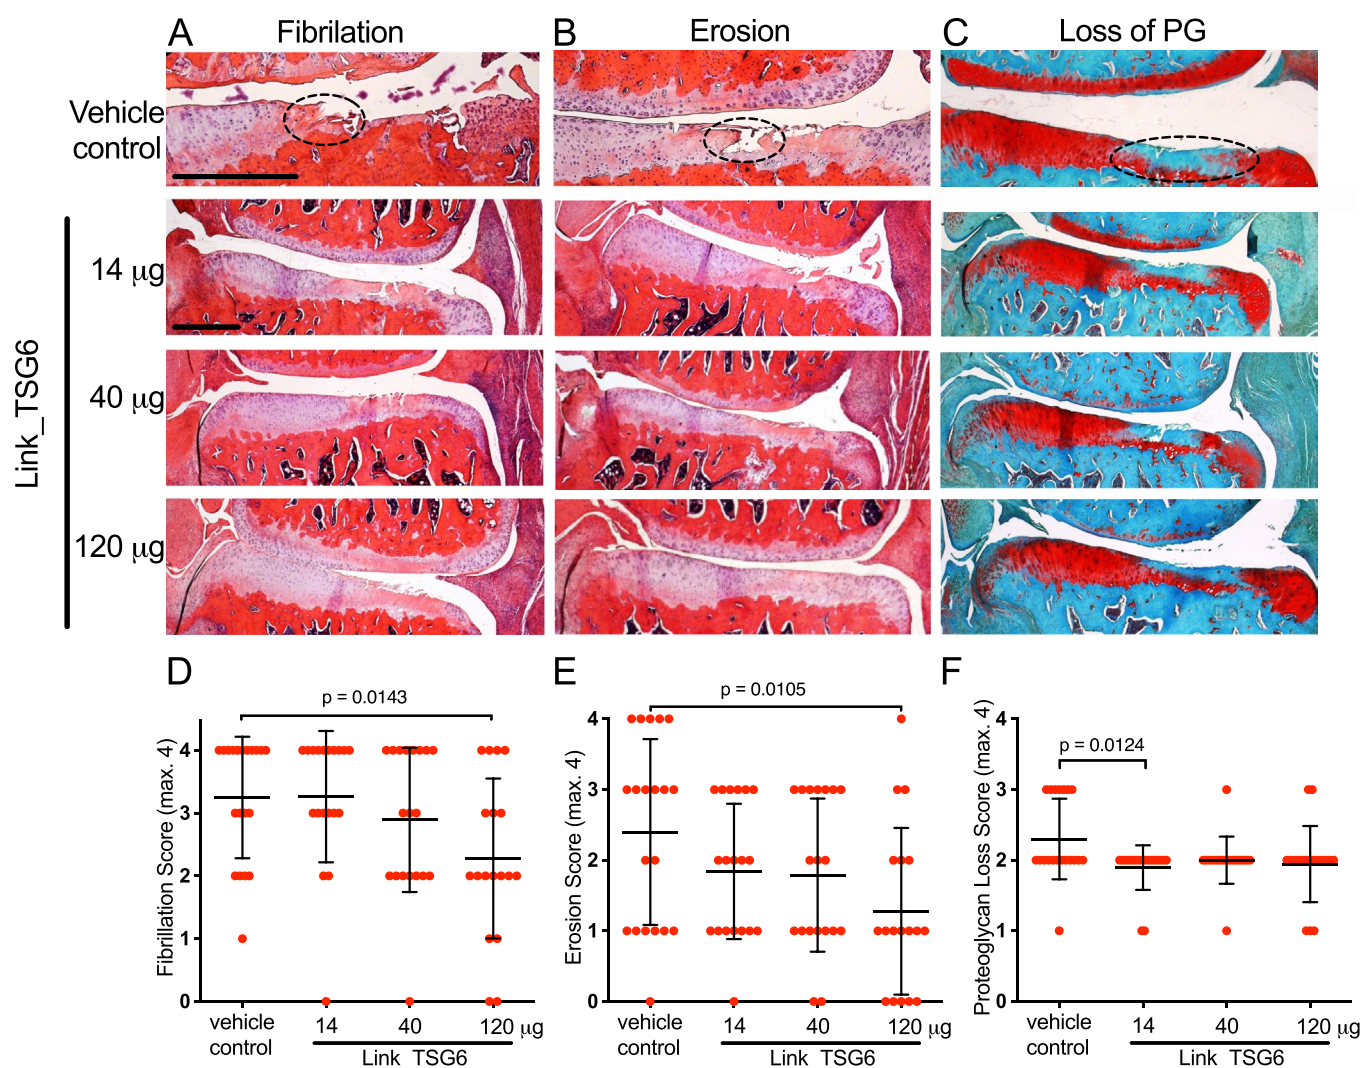 A Fibrilation
B Erosion
C Loss of PG
Vehicle
control
14 µg
40 µg
120 µg
Link_TSG6
D
p = 0.0143
Fibrillation Score (max. 4)
4
3
2
1
0
vehicle
control
14
40
120 µg
Link TSG6
E
p = 0.0105
Erosion Score (max. 4)
4
3
2
1
0
vehicle
control
14
40
120 µg
Link TSG6
F
p = 0.0124
Proteoglycan Loss Score (max. 4)
4
3
2
1
0
vehicle
control
14
40
120 µg
Link TSG6